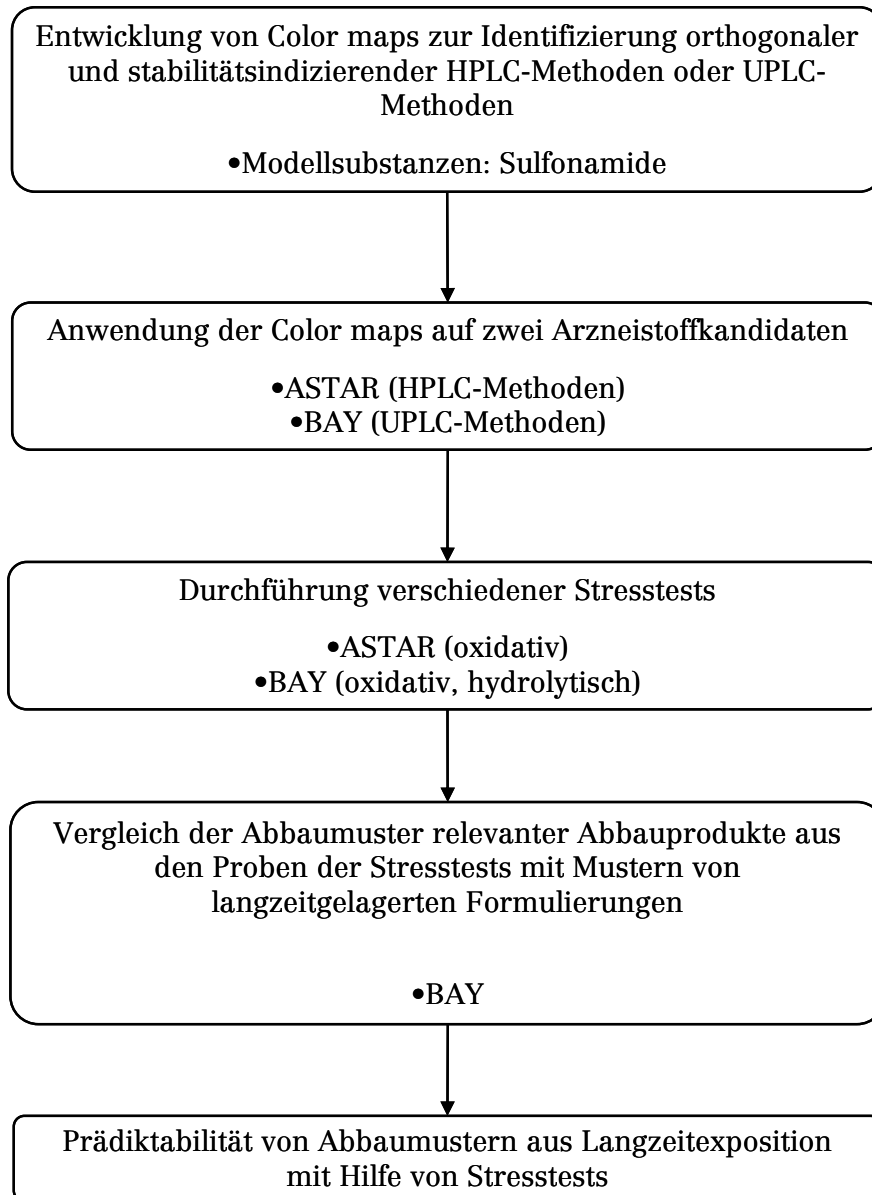 Entwicklung von Color maps zur Identifizierung orthogonaler
und stabilitätsindizierender HPLC-Methoden oder UPLC-
Methoden
•Modellsubstanzen: Sulfonamide
Anwendung der Color maps auf zwei Arzneistoffkandidaten
•ASTAR (HPLC-Methoden)
•BAY (UPLC-Methoden)
Durchführung verschiedener Stresstests
•ASTAR (oxidativ)
•BAY (oxidativ, hydrolytisch)
Vergleich der Abbaumuster relevanter Abbauprodukte aus
den Proben der Stresstests mit Mustern von
langzeitgelagerten Formulierungen
•BAY
Prädiktabilität von Abbaumustern aus Langzeitexposition
mit Hilfe von Stresstests